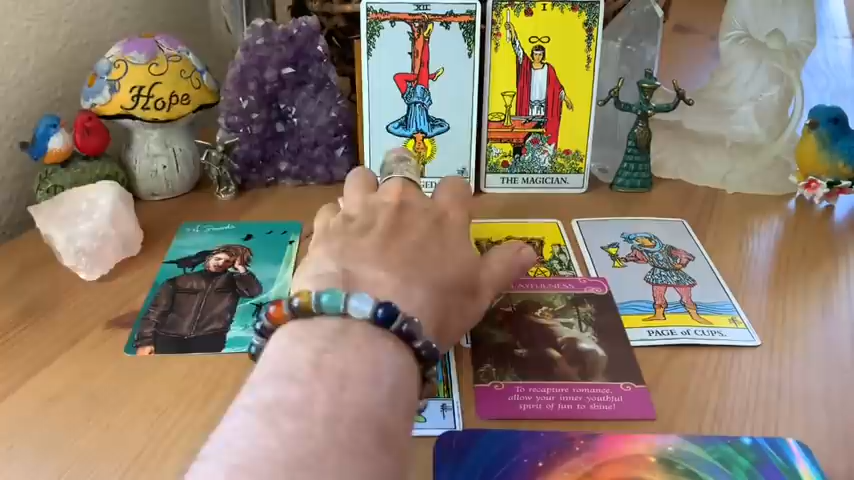 XII
I
Hope
THE MAGICIAN.
PLAYFULNESS
PAGE of CUPS.
To recapture romance,
allow your inner youthful
spirit of fun to shine!